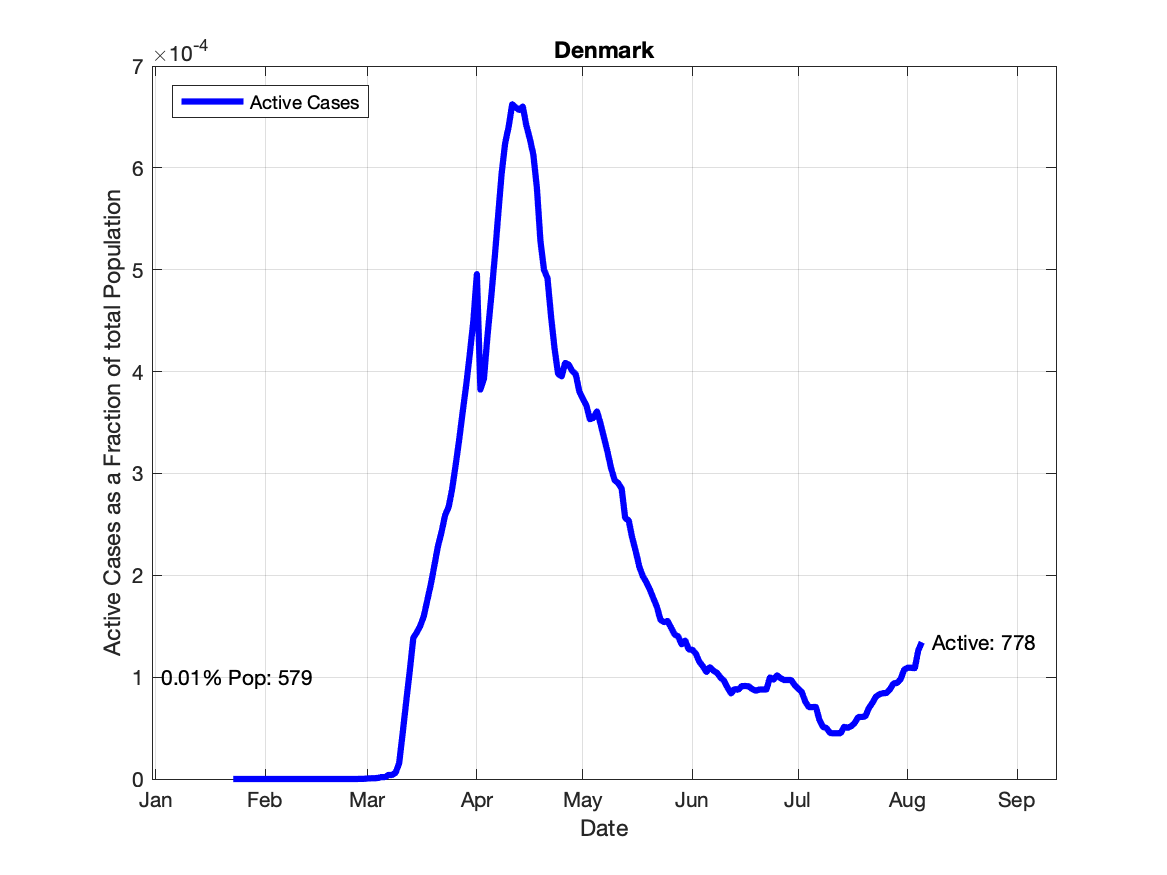 Denmark
×10-4
Active Cases
7
6
5
4
3
2
1
0
0.01% Pop: 579
Active: 778
Jan Feb Mar Apr May Jun Jul Aug Sep
Date
Active Cases as a Fraction of total Population